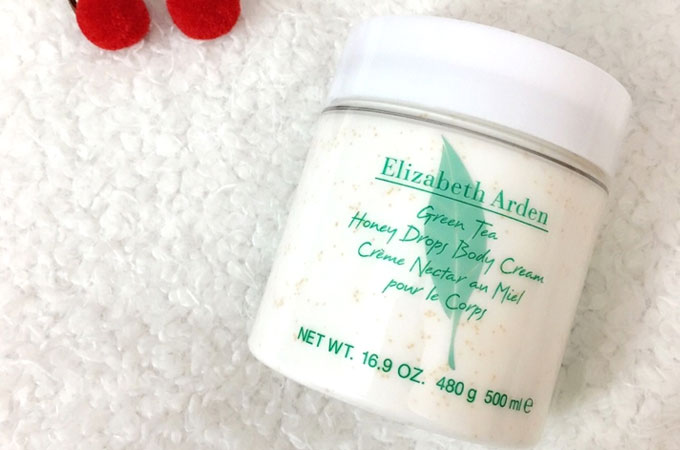 Elizabeth Arden
Green Tea
Honey Drops Body Cream
Crème Nectar au Miel
pour le Corps
NET WT. 16.9 OZ. 480 g 500 ml ℮